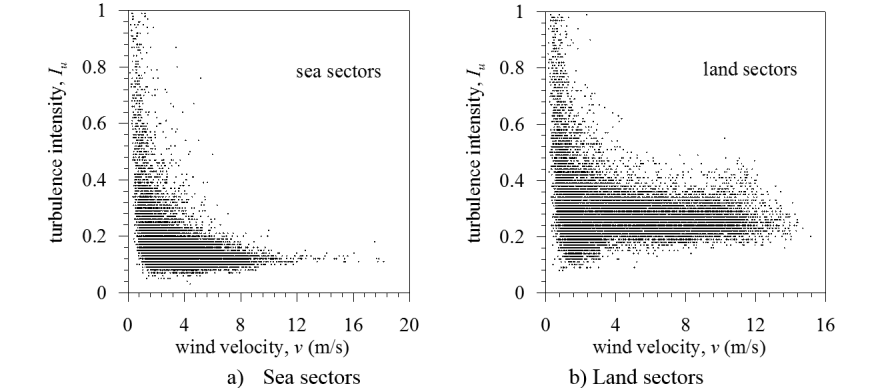 1
0.8
0.6
0.4
0.2
0
turbulence intensity, Iu
sea sectors
0 4 8 12 16 20
wind velocity, v (m/s)
a) Sea sectors
1
0.8
0.6
0.4
0.2
0
turbulence intensity, Iu
land sectors
0 4 8 12 16
wind velocity, v (m/s)
b) Land sectors